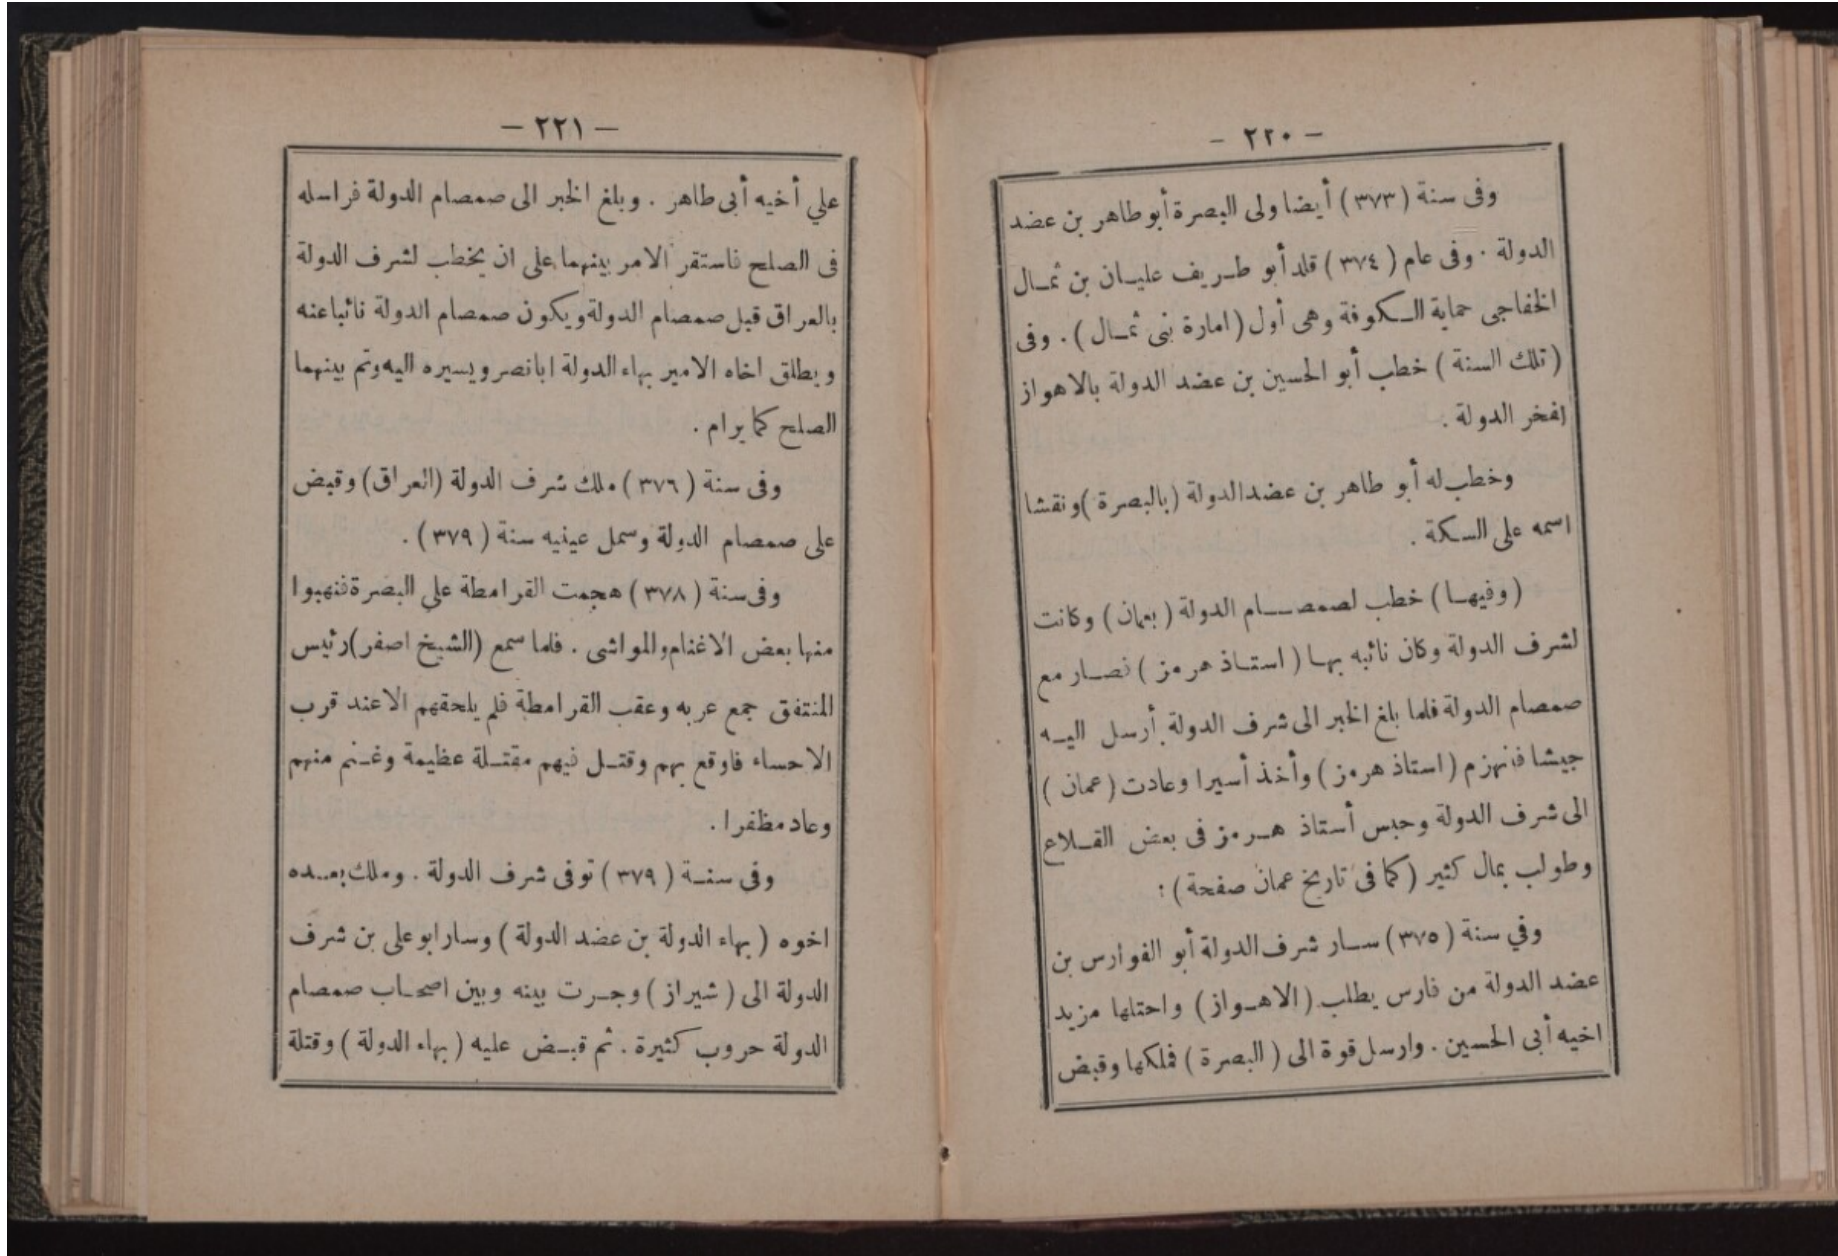 — ٢٢٠ —
وفى سنة (٣٧٣) أيضا ولى البصرة أبو طاهر بن عضد
الدولة . وفى عام (٣٧٤) قلد أبو طريف عليان بن ثمال
الخفاجى حماية الكوفة وهى أول (امارة بنى ثمال) . وفى
(تلك السنة) خطب أبو الحسين بن عضد الدولة بالاهواز
لفخر الدولة .
وخطب له أبو طاهر بن عضد الدولة (بالبصرة) ونقشا
اسمه على السكة .
(وفيها) خطب لصمصام الدولة (بعمان) وكانت
لشرف الدولة وكان نائبه بها (استاذ هرمز) فصار مع
صمصام الدولة فلما بلغ الخبر الى شرف الدولة أرسل اليه
جيشا فانهزم (استاذ هرمز) وأخذ أسيرا وعادت (عمان)
الى شرف الدولة وحبس أستاذ هرمز فى بعض القلاع
وطولب بمال كثير (كما فى تاريخ عمان صفحة) :
وفي سنة (٣٧٥) سار شرف الدولة أبو الفوارس بن
عضد الدولة من فارس يطلب (الاهواز) واحتلها مزيد
اخيه أبى الحسين . وارسل قوة الى (البصرة) فملكها وقبض
— ٢٢١ —
علي أخيه أبى طاهر . وبلغ الخبر الى صمصام الدولة فراسله
فى الصلح فاستقر الامر بينهما على ان يخطب لشرف الدولة
بالعراق قبل صمصام الدولة ويكون صمصام الدولة نائبا عنه
ويطلق اخاه الامير بهاء الدولة ابا نصر ويسيره اليه وتم بينهما
الصلح كما يرام .
وفى سنة (٣٧٦) ملك شرف الدولة (العراق) وقبض
على صمصام الدولة وسمل عينيه سنة (٣٧٩) .
وفى سنة (٣٧٨) هجمت القرامطة علي البصرة فنهبوا
منها بعض الاغنام والمواشى . فلما سمع (الشيخ اصفر) رئيس
المنتفق جمع عربه وعقب القرامطة فلم يلحقهم الا عند قرب
الاحساء فاوقع بهم وقتل فيهم مقتلة عظيمة وغنم منهم
وعاد مظفرا .
وفى سنة (٣٧٩) توفى شرف الدولة . وملك بعده
اخوه (بهاء الدولة بن عضد الدولة) وسار ابو على بن شرف
الدولة الى (شيراز) وجرت بينه وبين اصحاب صمصام
الدولة حروب كثيرة . ثم قبض عليه (بهاء الدولة) وقتلة